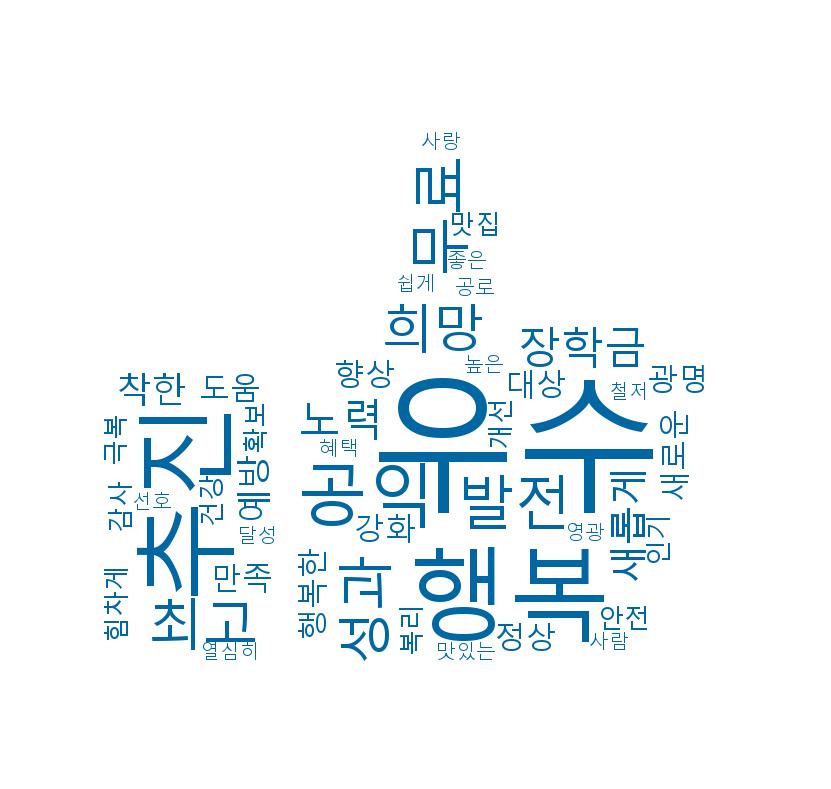 사랑
무료
맛집
좋은
쉽게
공로
희망
장학금
높은
향상
대상
광명
철저
착한
도움
우수
노력
개선
혜택
극복
확보
추진
새로운
공익
발전
예방
건강
감사
선호
새롭게
인기
강화
영광
달성
행복
성과
행복한
만족
힘차게
최고
복리
정상
안전
사람
맛있는
열심히